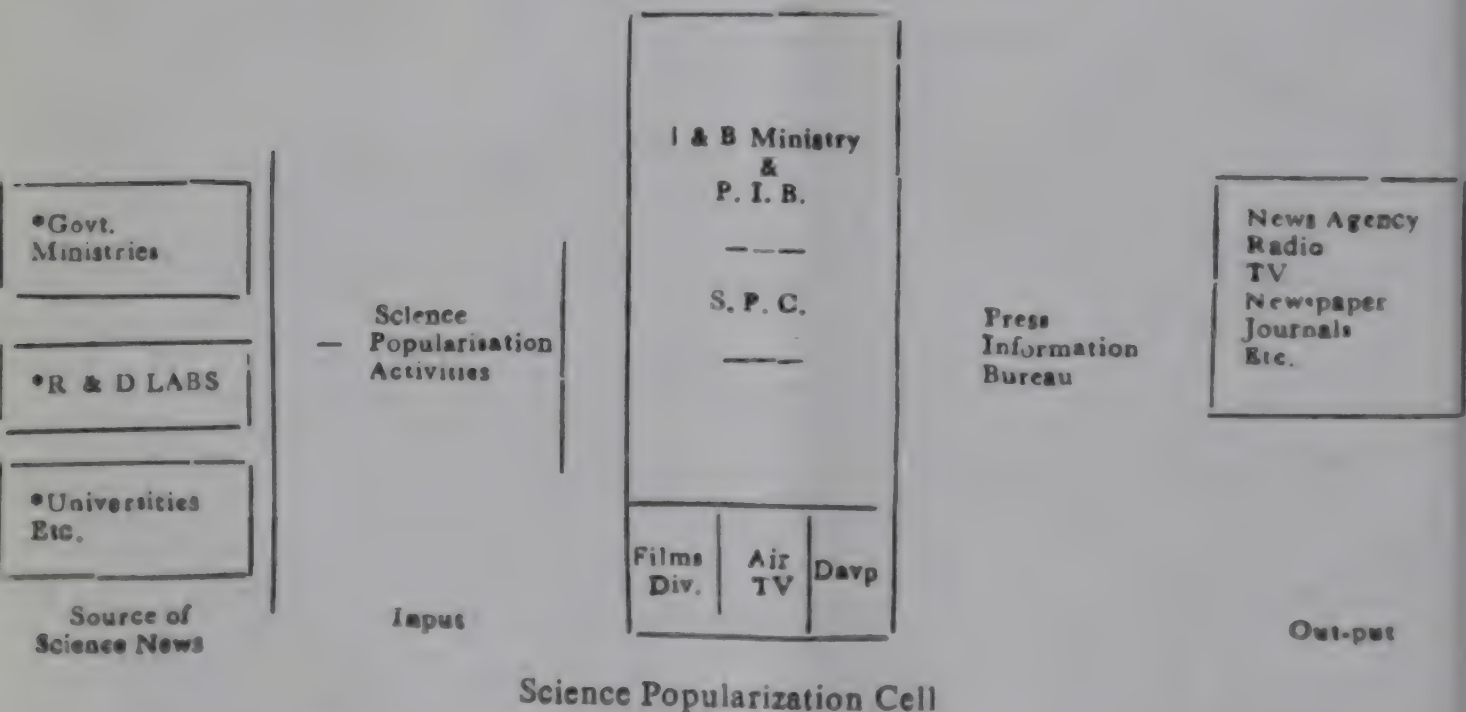 •Govt.
Ministries
•R & D LABS
•Universities
Etc.
Source of
Science News
Science
— Popularisation
Activities
Input
I & B Ministry
&
P. I. B.
S. P. C.
Films
Div.
Air
TV
Davp
Press
Information
Bureau
News Agency
Radio
TV
Newspaper
Journals
Etc.
Out-put
Science Popularization Cell